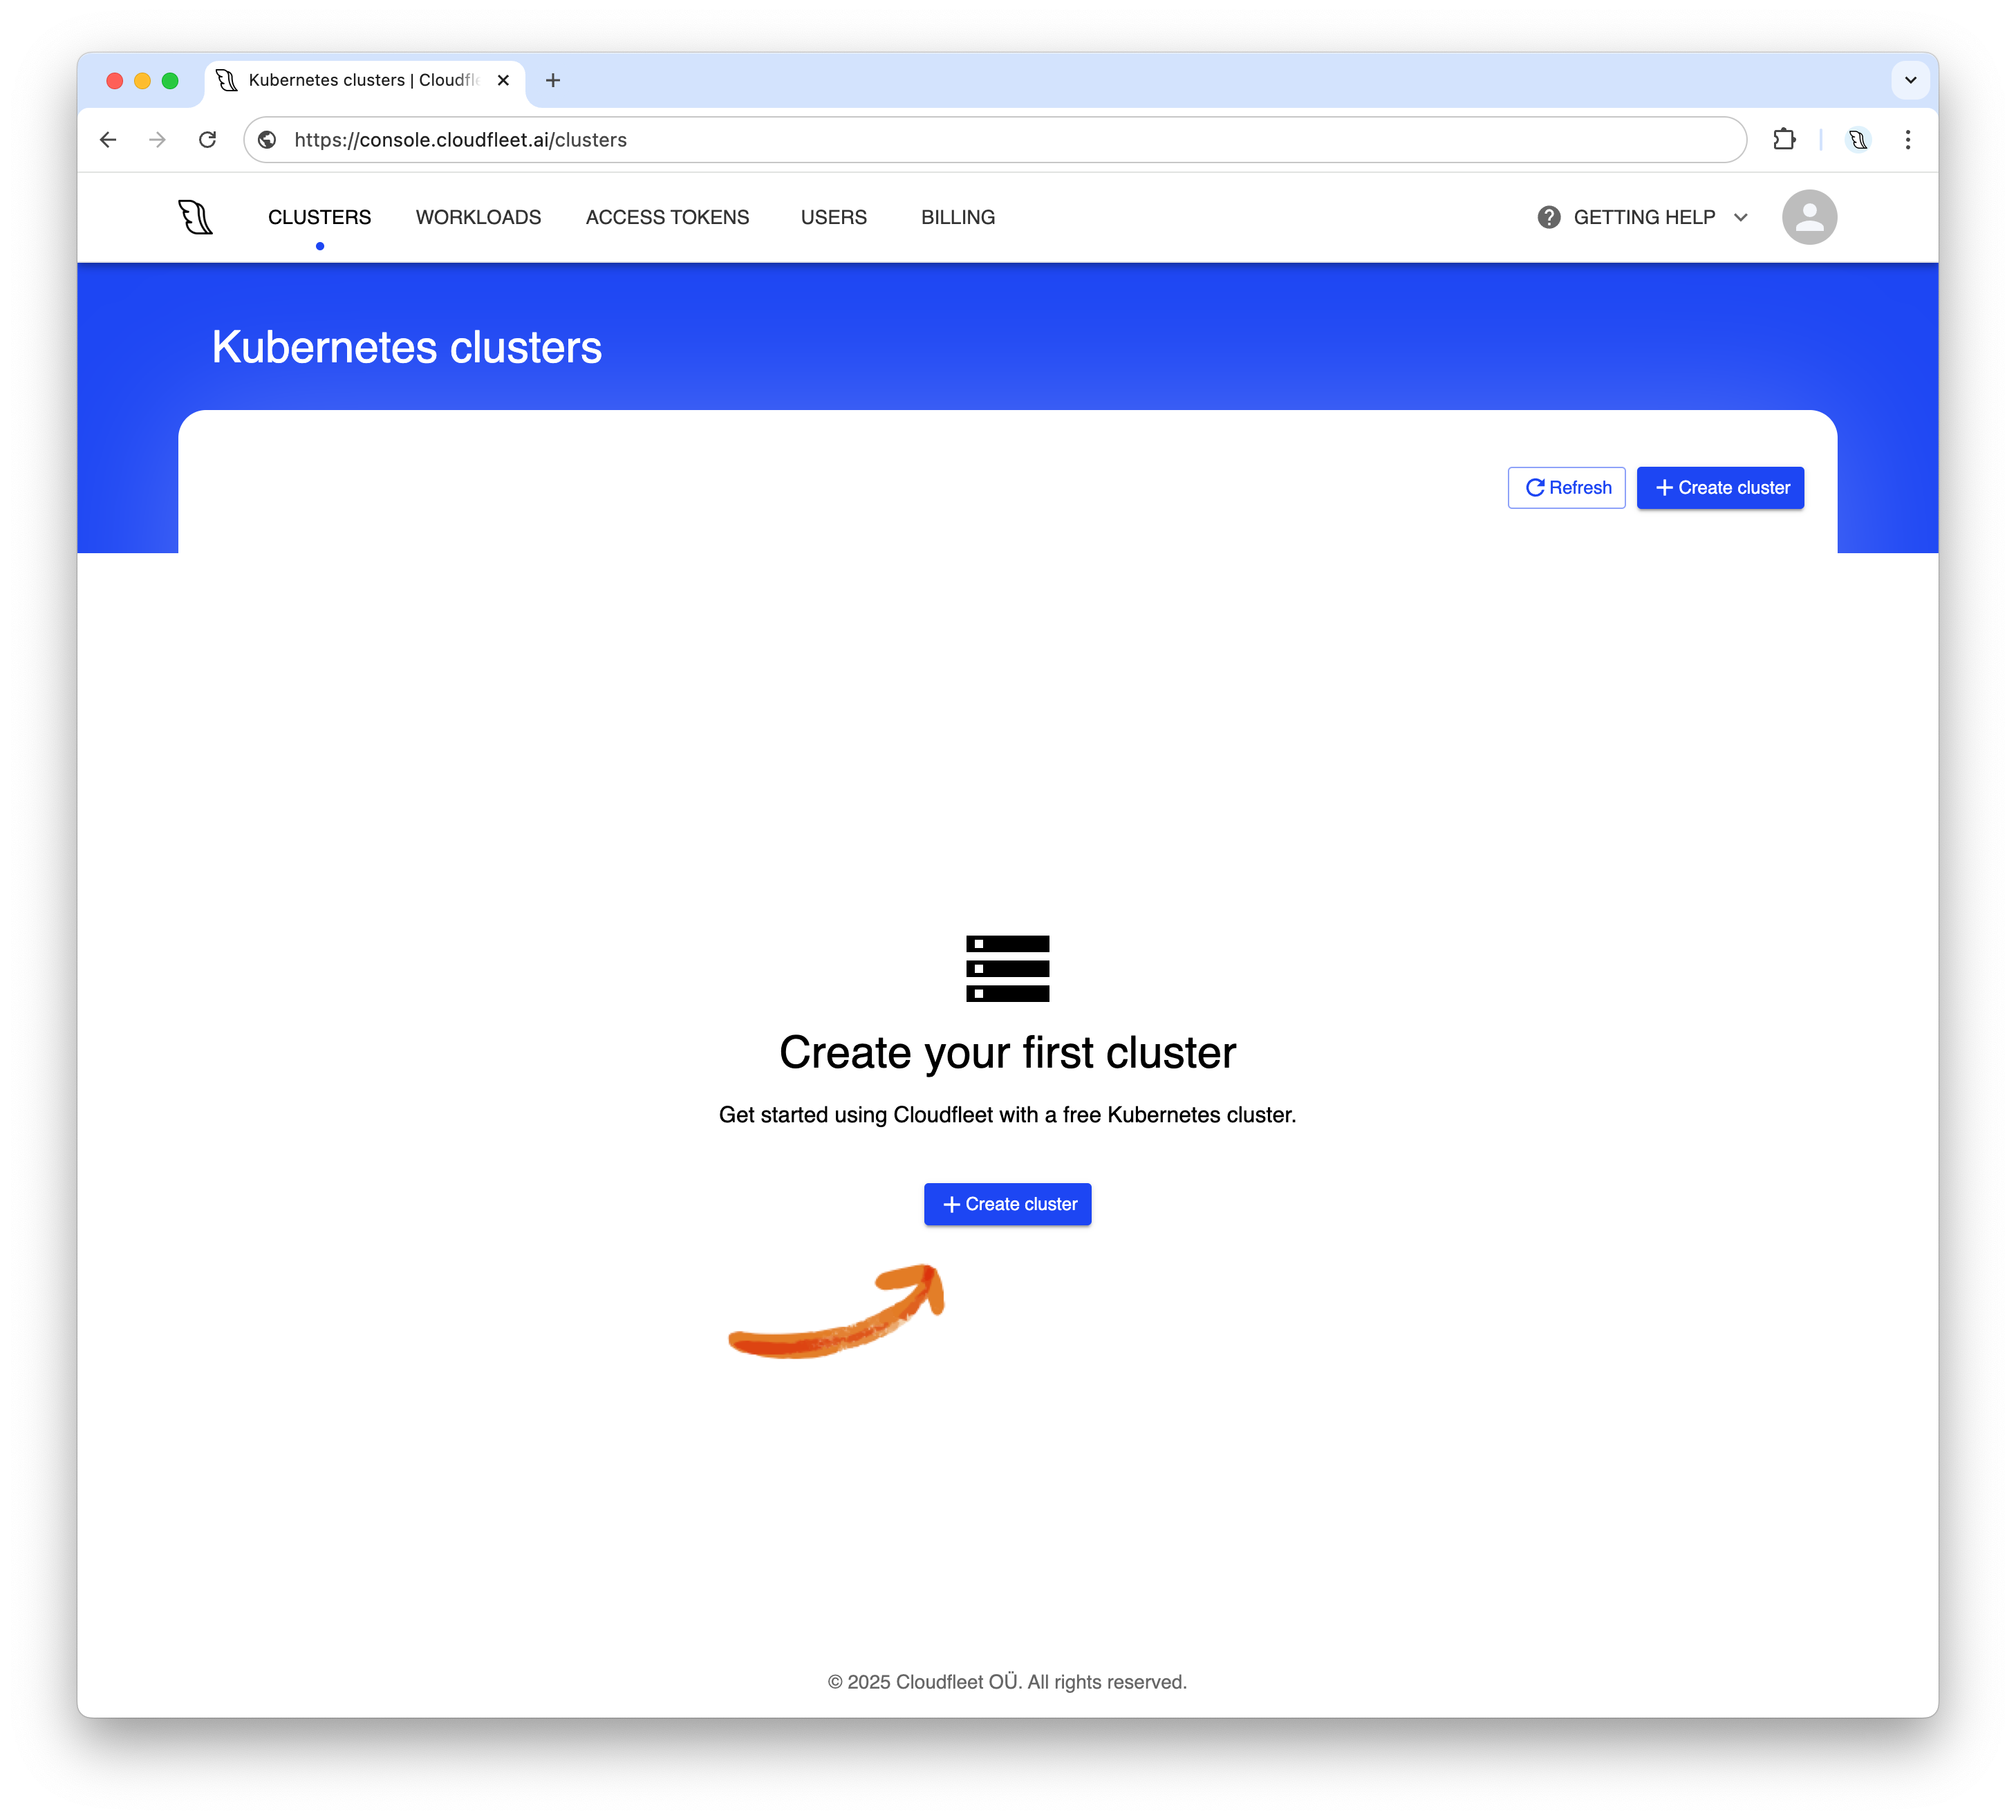 Kubernetes clusters | Cloudfle
https://console.cloudfleet.ai/clusters
CLUSTERS WORKLOADS ACCESS TOKENS USERS BILLING GETTING HELP
Kubernetes clusters
Refresh Create cluster
Create your first cluster
Get started using Cloudfleet with a free Kubernetes cluster.
Create cluster
© 2025 Cloudfleet OÜ. All rights reserved.